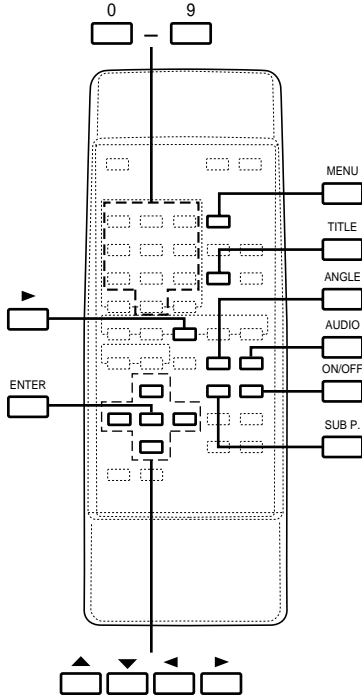 0 – 9
MENU
TITLE
ANGLE
►
AUDIO
ON/OFF
ENTER
SUB P.
▲ ▼ ◄ ►